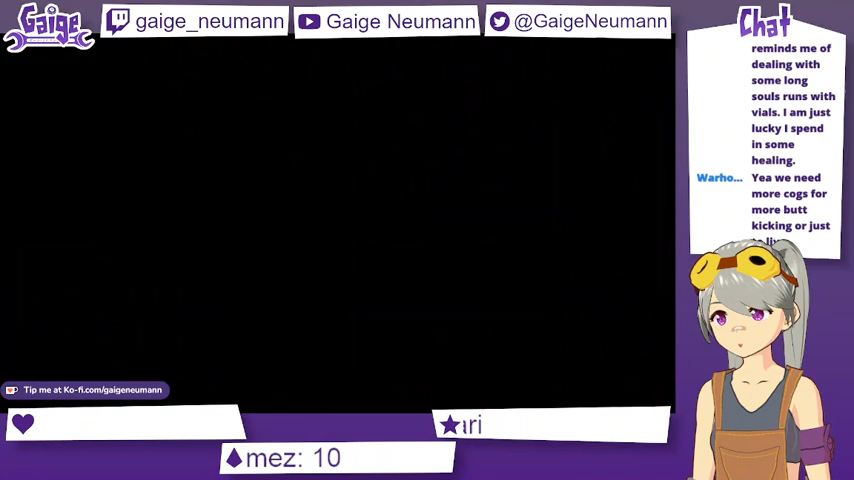 Gaige
gaige_neumann
Gaige Neumann
@GaigeNeumann
Chat
reminds me of
dealing with
some long
souls runs with
vials. I am just
lucky I spend
in some
healing.
Warho... Yea we need
more cogs for
more butt
kicking or just
Tip me at Ko-fi.com/gaigeneumann
ari
mez: 10